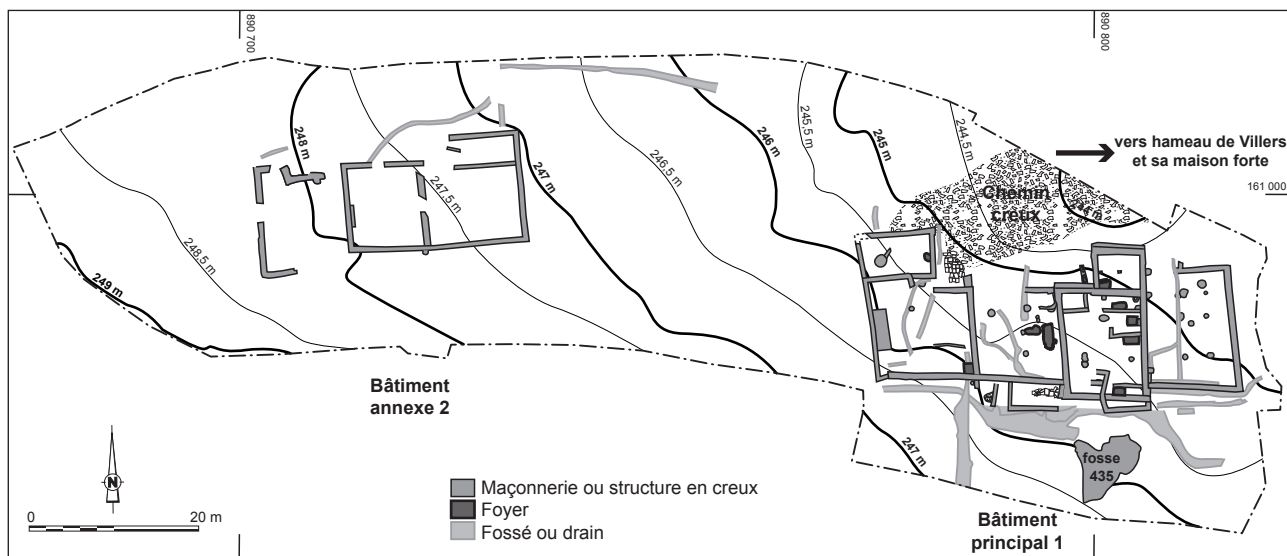 890 700
890 800
161 000
249 m
248,5 m
248 m
247,5 m
247 m
246,5 m
246 m
245,5 m
245 m
244,5 m
244 m
vers hameau de Villers
et sa maison forte
Chemin
creux
247 m
fosse
435
Bâtiment
annexe 2
Bâtiment
principal 1
N
0 20 m
Maçonnerie ou structure en creux
Foyer
Fossé ou drain